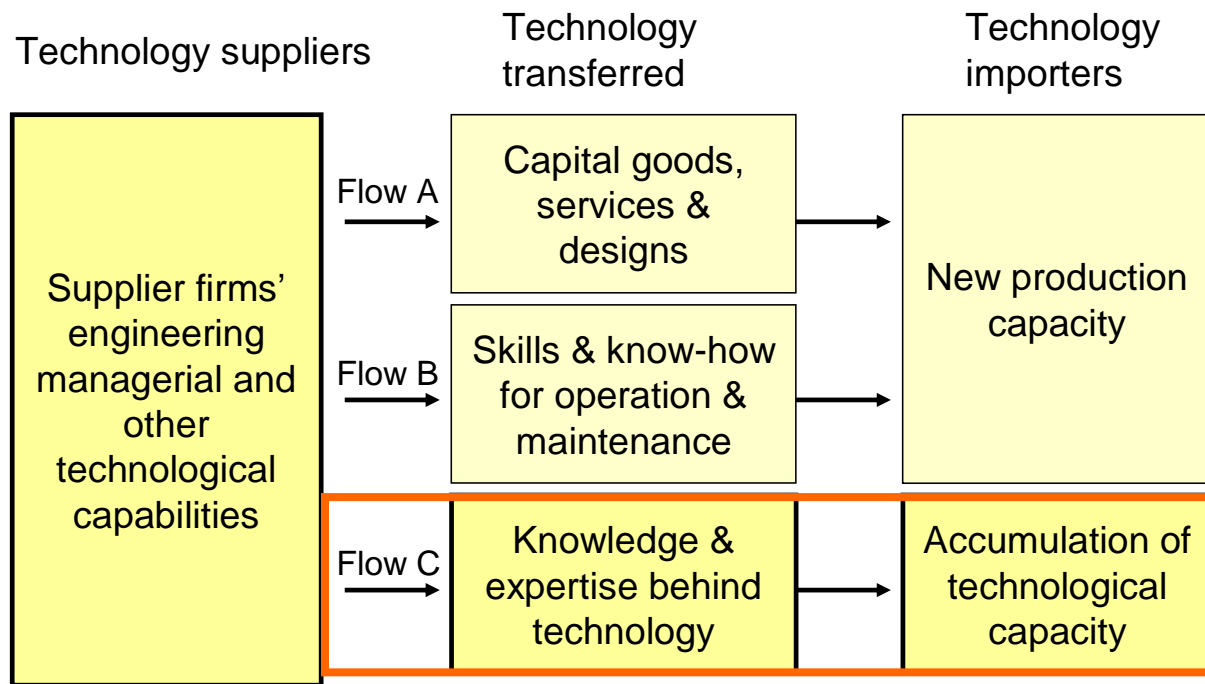 Technology suppliers
Technology
transferred
Technology
importers
Supplier firms’
engineering
managerial and
other
technological
capabilities
Flow A
Capital goods,
services &
designs
New production
capacity
Flow B
Skills & know-how
for operation &
maintenance
Flow C
Knowledge &
expertise behind
technology
Accumulation of
technological
capacity